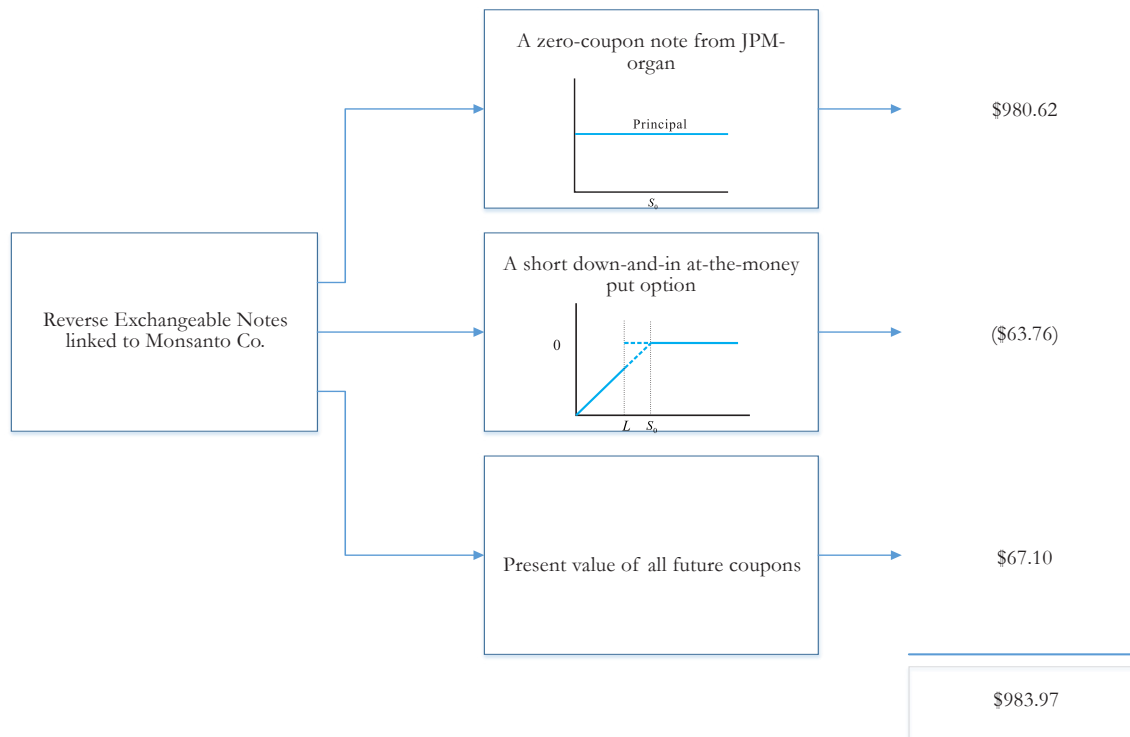 A zero-coupon note from JPM-
organ
Principal
S₀
$980.62
Reverse Exchangeable Notes
linked to Monsanto Co.
A short down-and-in at-the-money
put option
0
L S₀
($63.76)
Present value of all future coupons
$67.10
$983.97